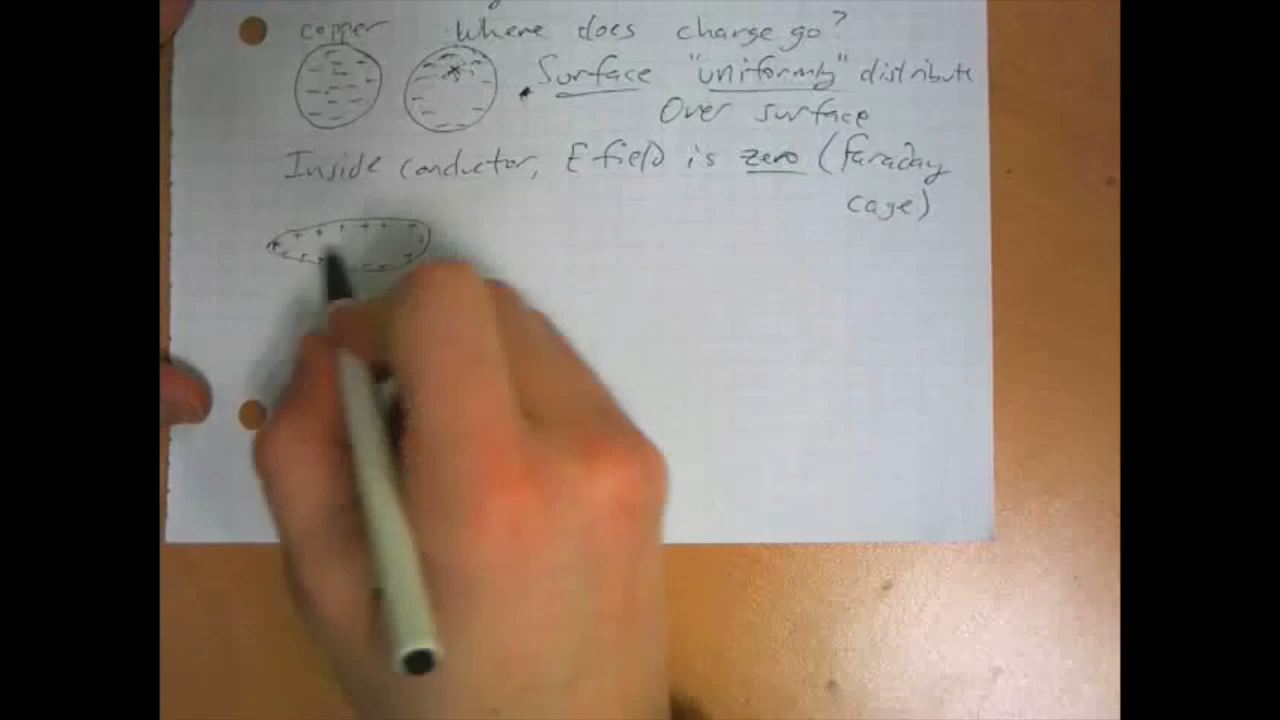 copper Where does charge go?
Surface "uniformly" distribute
Over surface
Inside conductor, E field is zero (faraday
cage)